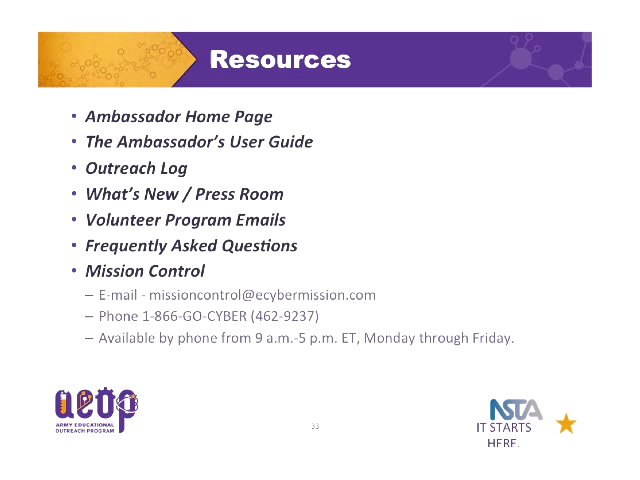 Resources
• Ambassador Home Page
• The Ambassador's User Guide
• Outreach Log
• What's New / Press Room
• Volunteer Program Emails
• Frequently Asked Questions
• Mission Control
– E-mail - missioncontrol@ecybermission.com
– Phone 1-866-GO-CYBER (462-9237)
– Available by phone from 9 a.m.-5 p.m. ET, Monday through Friday.
aeop
ARMY EDUCATIONAL
OUTREACH PROGRAM
33
NSTA
IT STARTS
HERE.